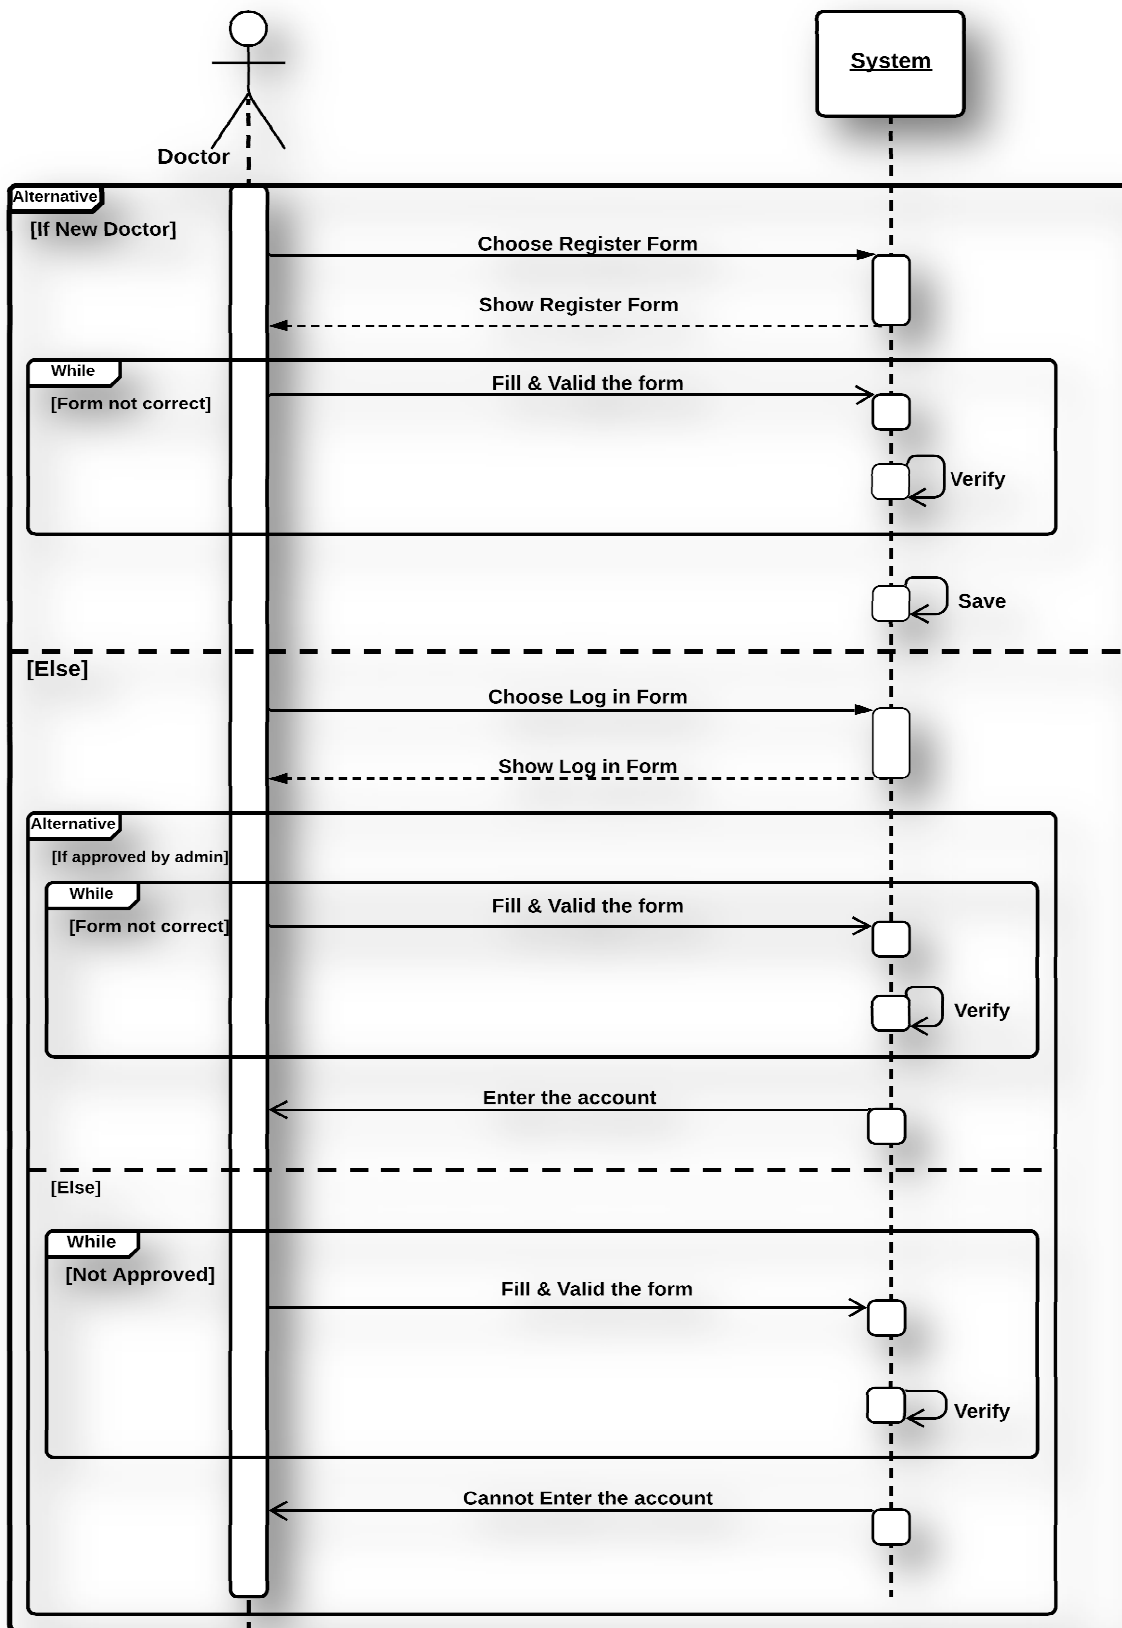 System
Doctor
Alternative
[If New Doctor]
Choose Register Form
Show Register Form
While
Fill & Valid the form
[Form not correct]
Verify
Save
[Else]
Choose Log in Form
Show Log in Form
Alternative
[If approved by admin]
While
Fill & Valid the form
[Form not correct]
Verify
Enter the account
[Else]
While
[Not Approved]
Fill & Valid the form
Verify
Cannot Enter the account